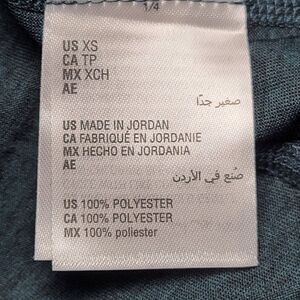 1/4
US XS
CA TP
MX XCH
AE
صغير جدًا
US MADE IN JORDAN
CA FABRIQUÉ EN JORDANIE
MX HECHO EN JORDANIA
AE
صُنع في الأردن
US 100% POLYESTER
CA 100% POLYESTER
MX 100% poliester